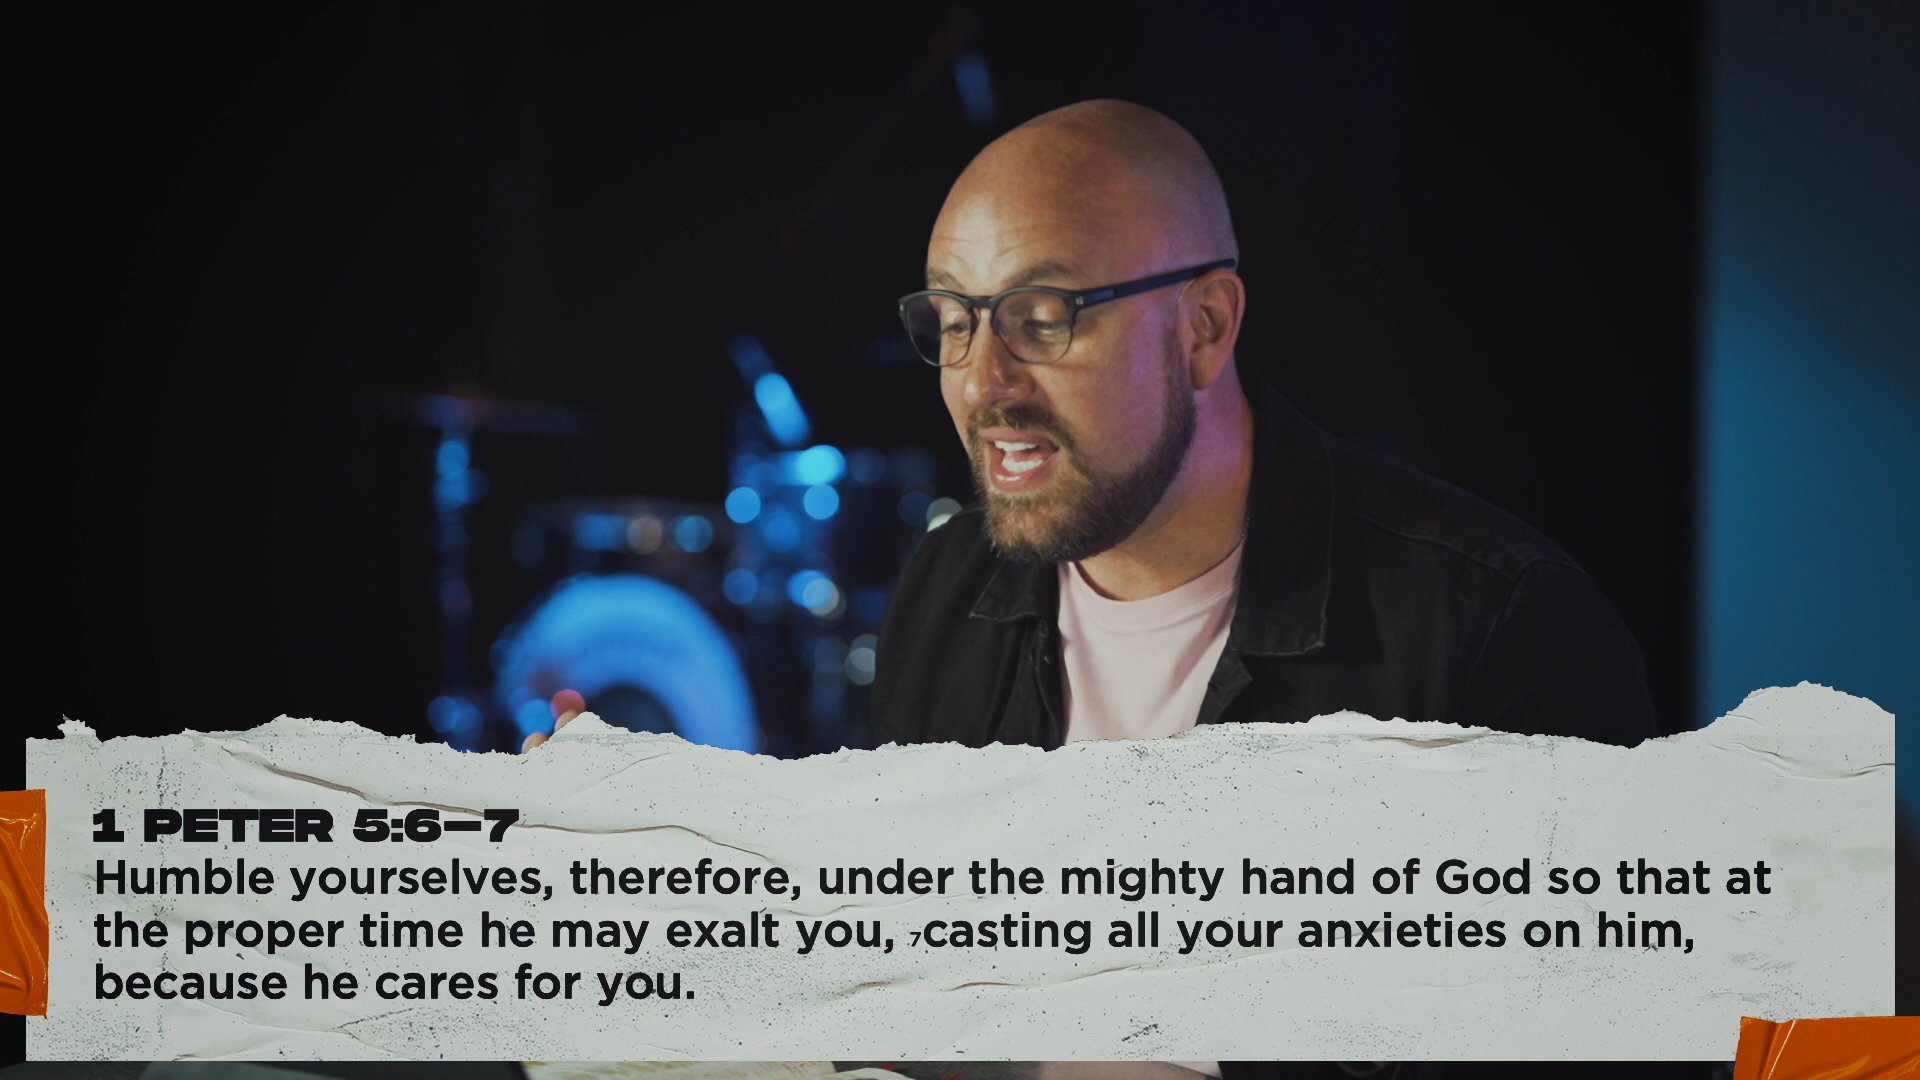 1 PETER 5:6–7
Humble yourselves, therefore, under the mighty hand of God so that at
the proper time he may exalt you, 7casting all your anxieties on him,
because he cares for you.